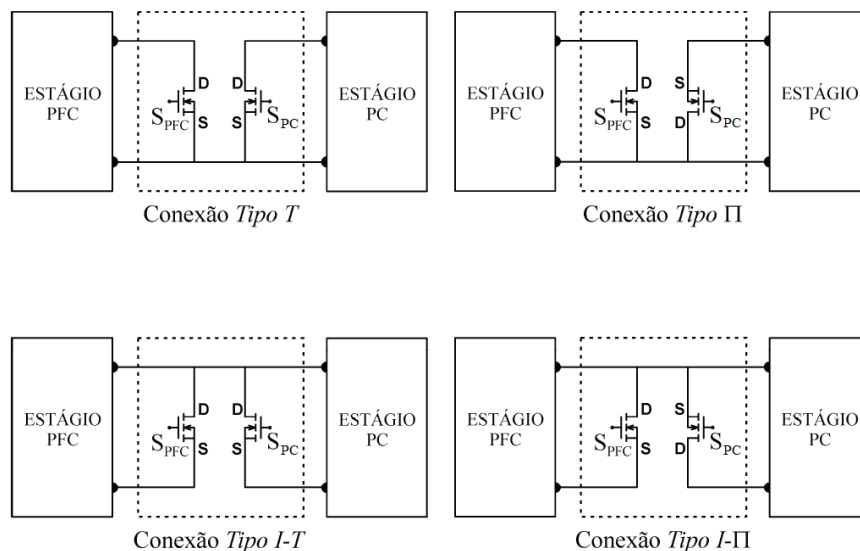 ESTÁGIO
PFC
D
S
S_PFC
D
S
S_PC
ESTÁGIO
PC
Conexão Tipo T
ESTÁGIO
PFC
D
S
S_PFC
S
D
S_PC
ESTÁGIO
PC
Conexão Tipo Π
ESTÁGIO
PFC
D
S
S_PFC
D
S
S_PC
ESTÁGIO
PC
Conexão Tipo I-T
ESTÁGIO
PFC
D
S
S_PFC
S
D
S_PC
ESTÁGIO
PC
Conexão Tipo I-Π